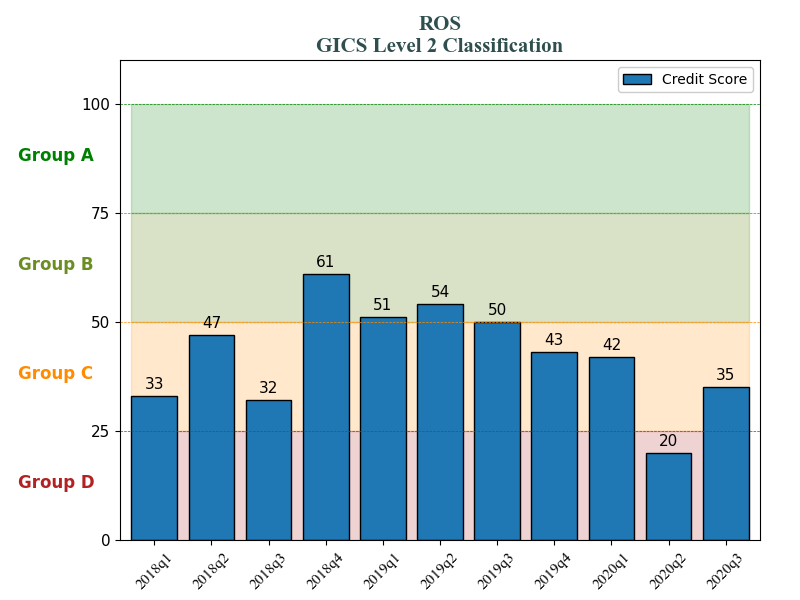 ROS
GICS Level 2 Classification
Credit Score
100
Group A
75
Group B
61
54
51
50
50
47
43
42
Group C
35
33
32
25
20
Group D
0
2018q1 2018q2 2018q3 2018q4 2019q1 2019q2 2019q3 2019q4 2020q1 2020q2 2020q3